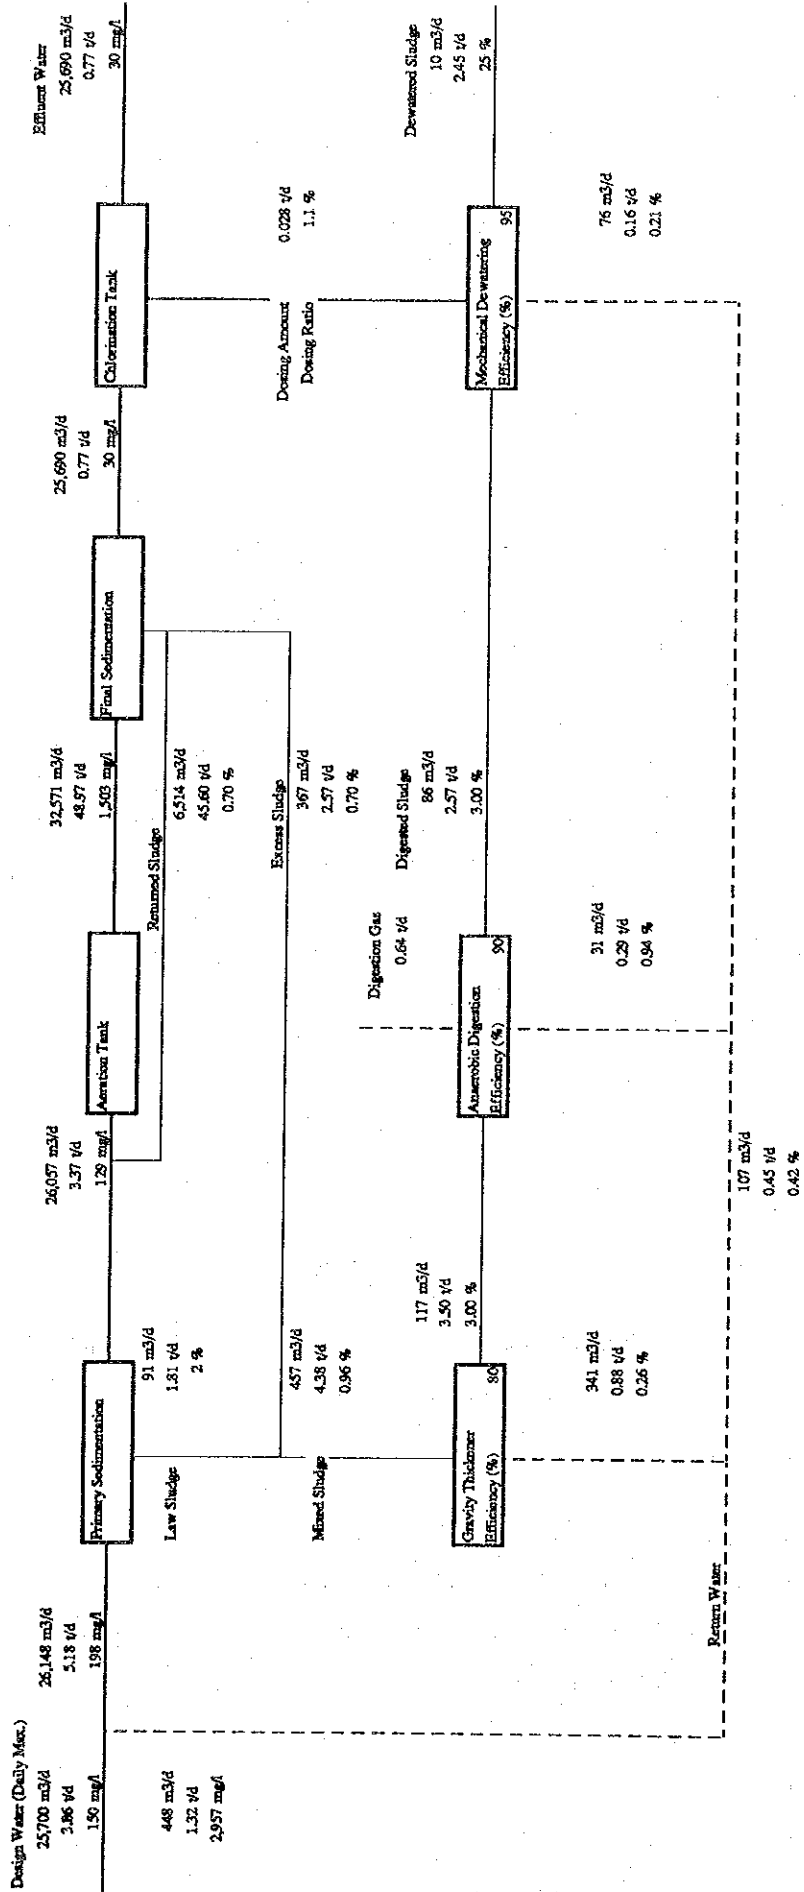 Design Water (Daily Max.)
25,700 m3/d
3.86 t/d
150 mg/l
448 m3/d
1.32 t/d
2,957 mg/l
26,148 m3/d
5.18 t/d
198 mg/l
Primary Sedimentation
Law Sludge
91 m3/d
1.81 t/d
2 %
Mixed Sludge
457 m3/d
4.38 t/d
0.96 %
Gravity Thickener
Efficiency (%) 80
341 m3/d
0.88 t/d
0.26 %
Return Water
26,057 m3/d
3.37 t/d
129 mg/l
Aeration Tank
117 m3/d
3.50 t/d
3.00 %
Anaerobic Digestion
Efficiency (%) 90
Digestion Gas
0.64 t/d
31 m3/d
0.29 t/d
0.94 %
107 m3/d
0.45 t/d
0.42 %
32,571 m3/d
48.97 t/d
1,503 mg/l
Returned Sludge
6,514 m3/d
45.60 t/d
0.70 %
Excess Sludge
367 m3/d
2.57 t/d
0.70 %
Digested Sludge
86 m3/d
2.57 t/d
3.00 %
Final Sedimentation
25,690 m3/d
0.77 t/d
30 mg/l
Chlorination Tank
Dosing Amount 0.028 t/d
Dosing Ratio 1.1 %
Mechanical Dewatering
Efficiency (%) 95
76 m3/d
0.16 t/d
0.21 %
Effluent Water
25,690 m3/d
0.77 t/d
30 mg/l
Dewatered Sludge
10 m3/d
2.45 t/d
25 %